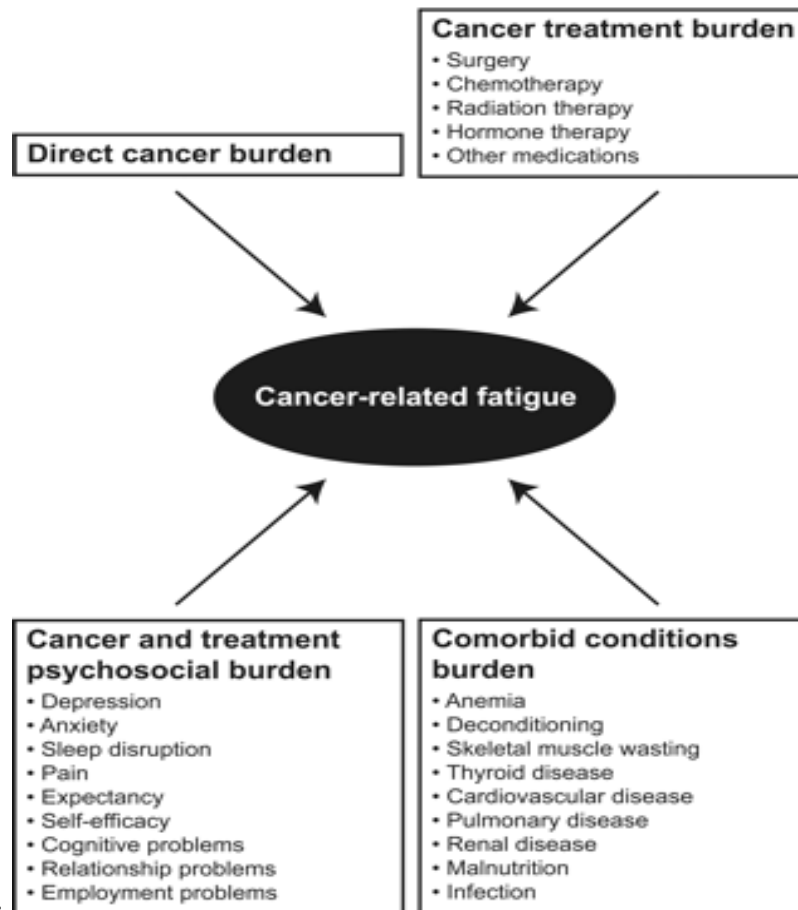 Direct cancer burden
Cancer treatment burden
• Surgery
• Chemotherapy
• Radiation therapy
• Hormone therapy
• Other medications
Cancer-related fatigue
Cancer and treatment
psychosocial burden
• Depression
• Anxiety
• Sleep disruption
• Pain
• Expectancy
• Self-efficacy
• Cognitive problems
• Relationship problems
• Employment problems
Comorbid conditions
burden
• Anemia
• Deconditioning
• Skeletal muscle wasting
• Thyroid disease
• Cardiovascular disease
• Pulmonary disease
• Renal disease
• Malnutrition
• Infection